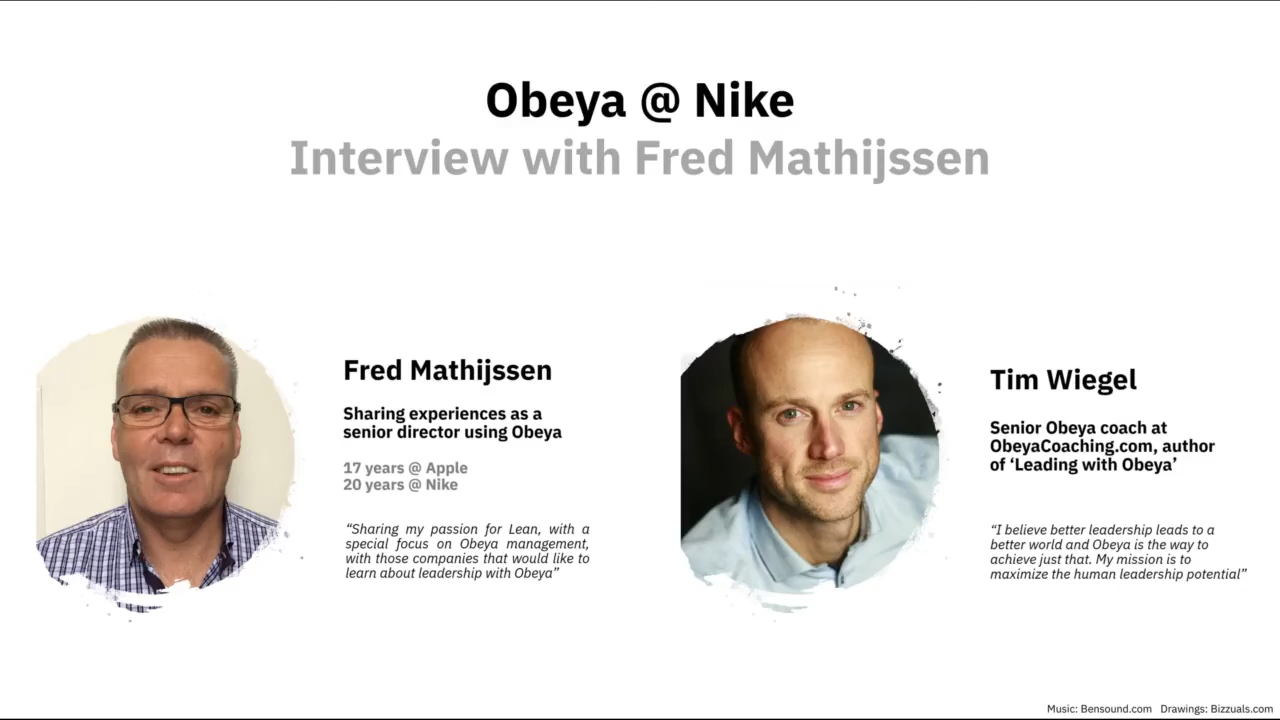 Obeya @ Nike
Interview with Fred Mathijssen
Fred Mathijssen
Sharing experiences as a
senior director using Obeya
17 years @ Apple
20 years @ Nike
“Sharing my passion for Lean, with a
special focus on Obeya management,
with those companies that would like to
learn about leadership with Obeya”
Tim Wiegel
Senior Obeya coach at
ObeyaCoaching.com, author
of ‘Leading with Obeya’
“I believe better leadership leads to a
better world and Obeya is the way to
achieve just that. My mission is to
maximize the human leadership potential”
Music: Bensound.com Drawings: Bizzuals.com